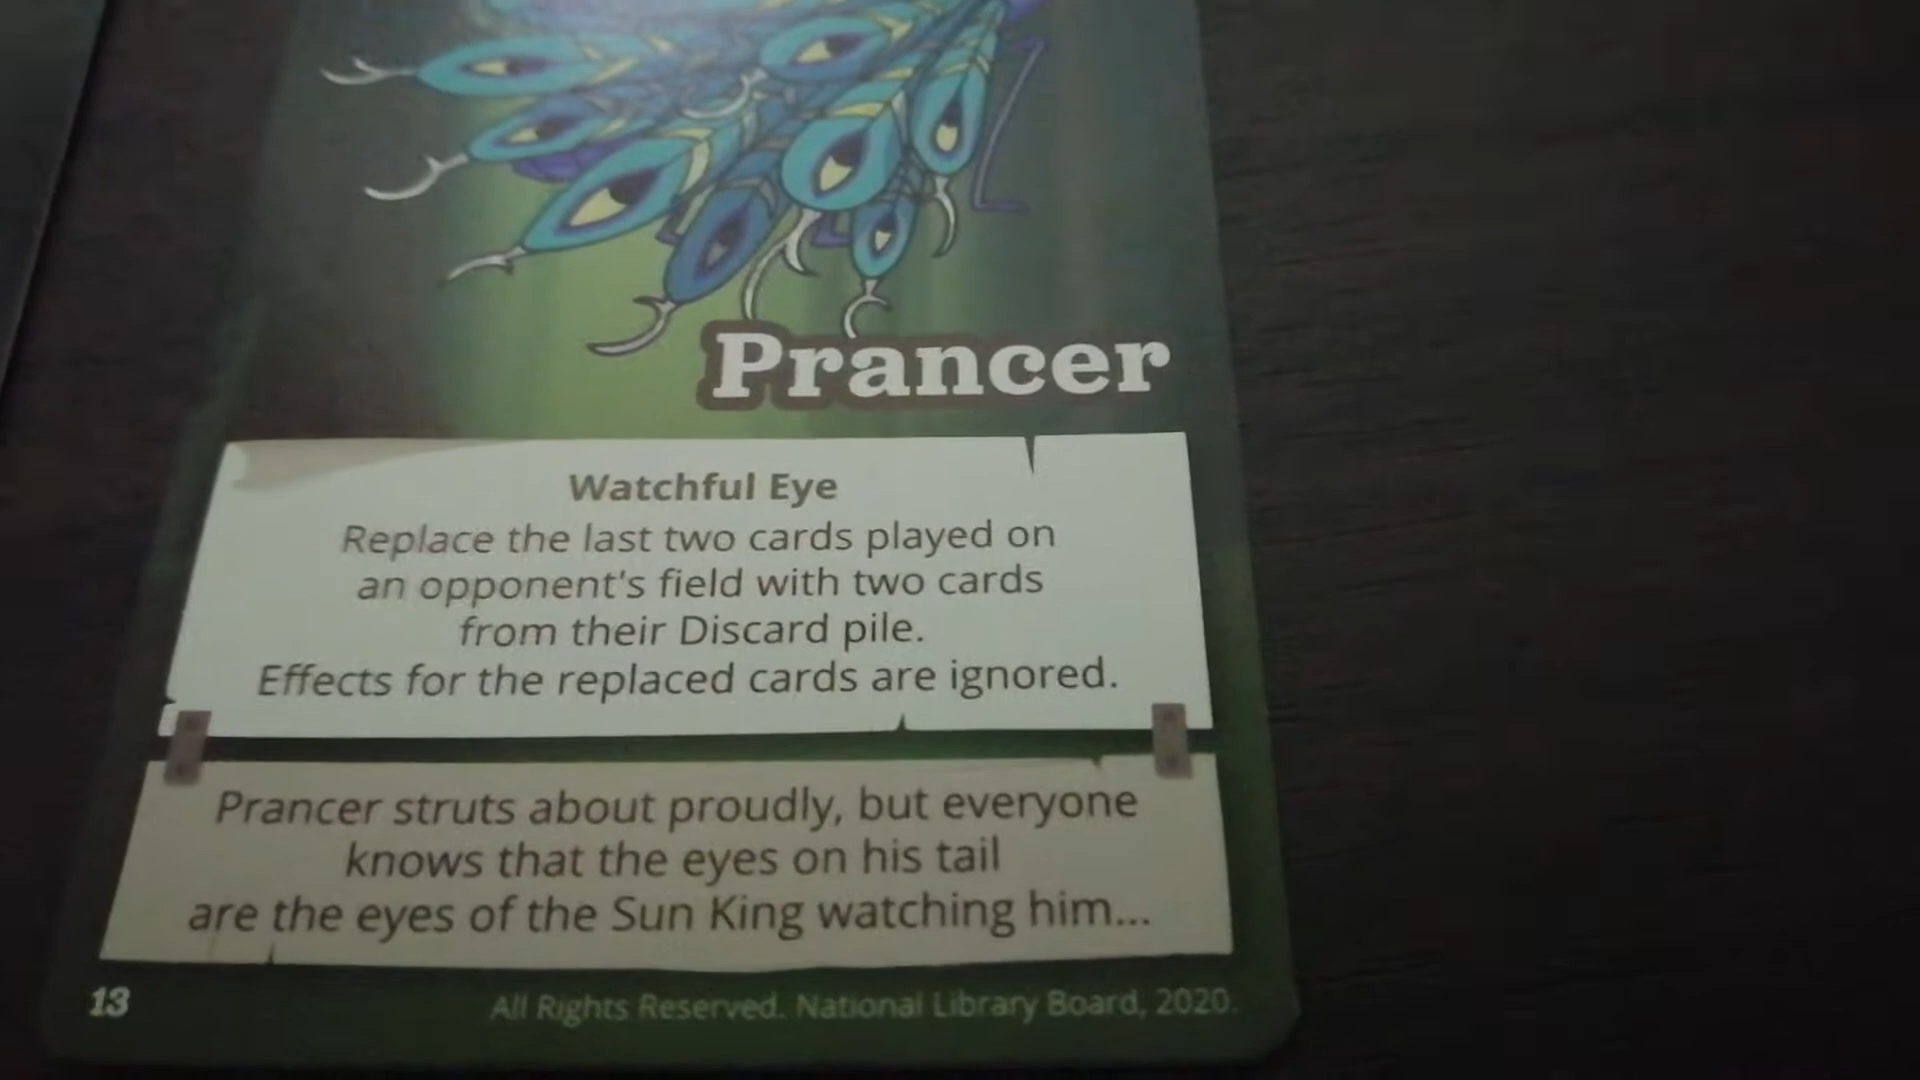 Prancer
Watchful Eye
Replace the last two cards played on
an opponent's field with two cards
from their Discard pile.
Effects for the replaced cards are ignored.
Prancer struts about proudly, but everyone
knows that the eyes on his tail
are the eyes of the Sun King watching him...
13
All Rights Reserved. National Library Board, 2020.